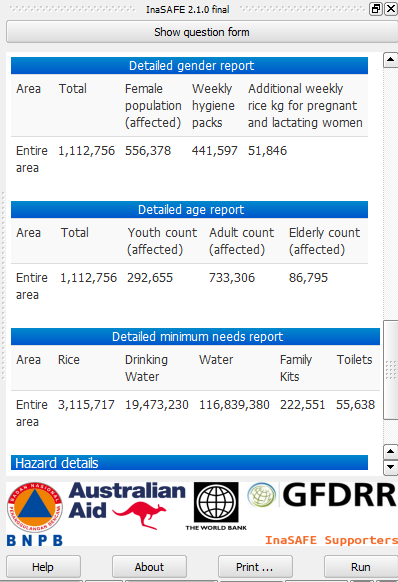 InaSAFE 2.1.0 final
Show question form
Detailed gender report
Area Total Female population (affected) Weekly hygiene packs Additional weekly rice kg for pregnant and lactating women
Entire area 1,112,756 556,378 441,597 51,846
Detailed age report
Area Total Youth count (affected) Adult count (affected) Elderly count (affected)
Entire area 1,112,756 292,655 733,306 86,795
Detailed minimum needs report
Area Rice Drinking Water Water Family Kits Toilets
Entire area 3,115,717 19,473,230 116,839,380 222,551 55,638
Hazard details
BADAN NASIONAL PENANGGULANGAN BENCANA
BNPB
Australian
Aid
THE WORLD BANK
GFDRR
InaSAFE Supporters
Help About Print ... Run